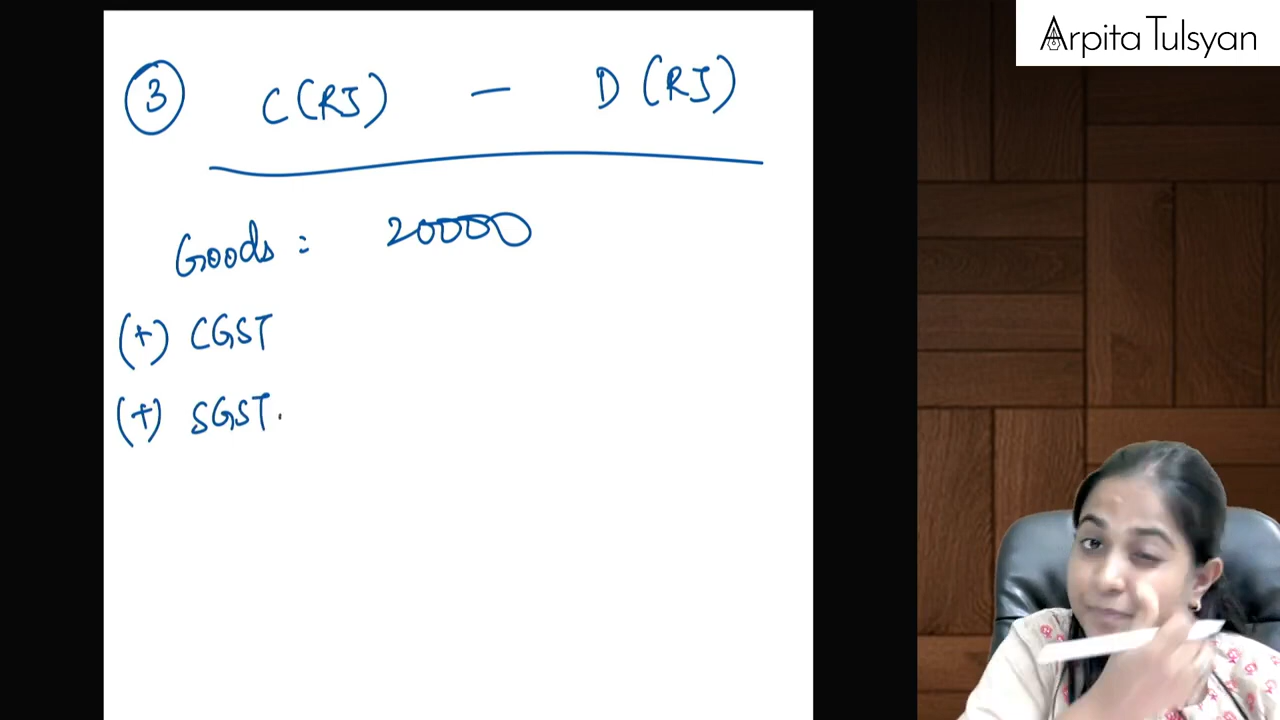 Arpita Tulsyan
3 C (RJ) - D (RJ)
Goods : 20000
(+) CGST
(+) SGST.